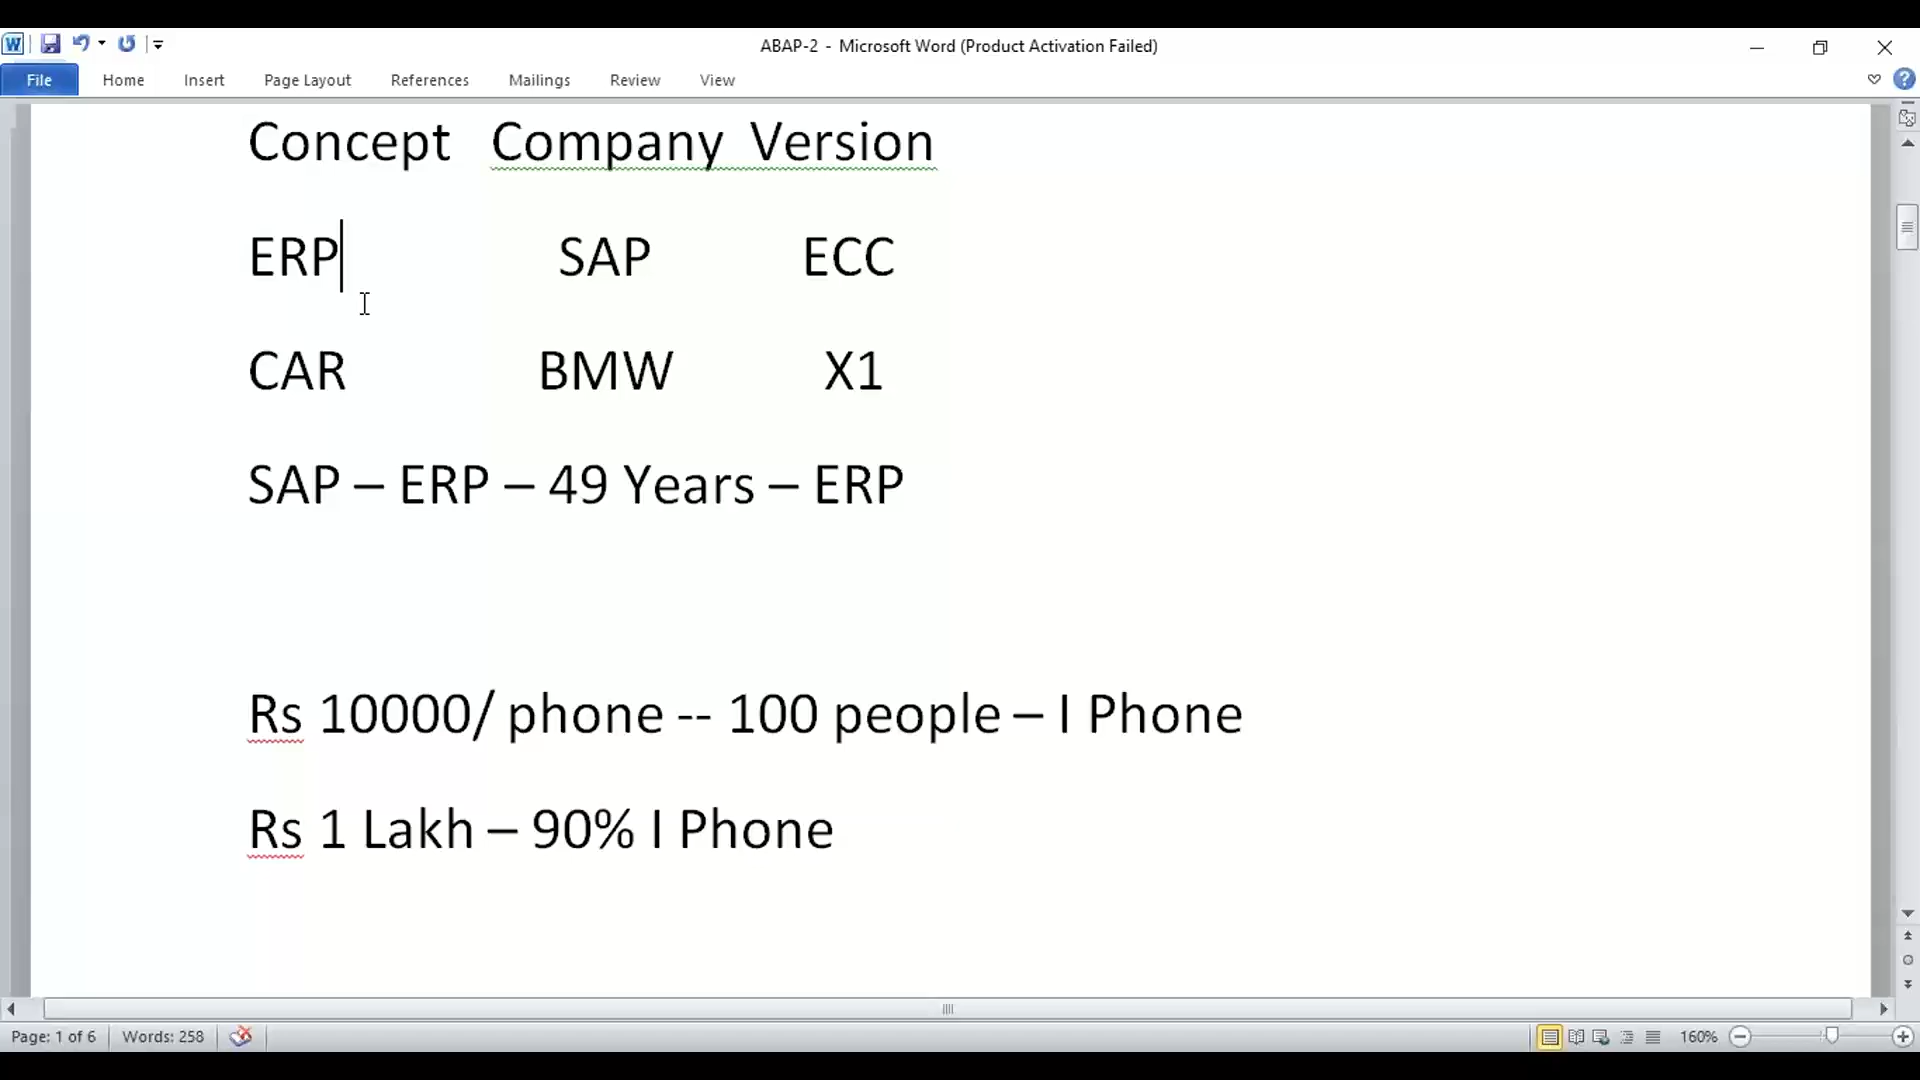 ABAP-2 - Microsoft Word (Product Activation Failed)
File Home Insert Page Layout References Mailings Review View
Concept Company Version
ERP SAP ECC
CAR BMW X1
SAP – ERP – 49 Years – ERP
Rs 10000/ phone -- 100 people – I Phone
Rs 1 Lakh – 90% I Phone
Page: 1 of 6 Words: 258 160%